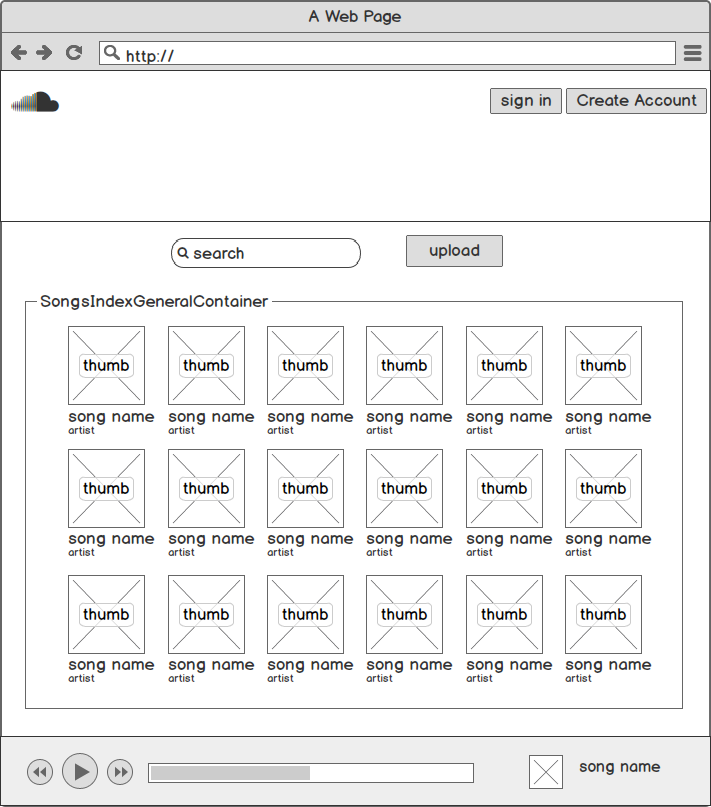 A Web Page
http://
sign in Create Account
search upload
SongsIndexGeneralContainer
thumb thumb thumb thumb thumb thumb
song name song name song name song name song name song name
artist artist artist artist artist artist
thumb thumb thumb thumb thumb thumb
song name song name song name song name song name song name
artist artist artist artist artist artist
thumb thumb thumb thumb thumb thumb
song name song name song name song name song name song name
artist artist artist artist artist artist
song name